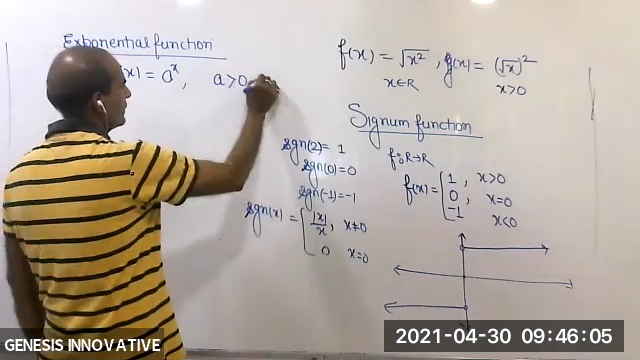 Exponential function
(x) = aˣ, a>0
f(x) = √x², g(x) = (√x)²
x∈R x>0
Signum function
sgn(2)= 1
sgn(0)=0
sgn(-1)=-1
sgn(x) = { |x|/x, x≠0
0 x=0
f: R→R
f(x) = { 1, x>0
0, x=0
-1 x<0
GENESIS INNOVATIVE
2021-04-30 09:46:05